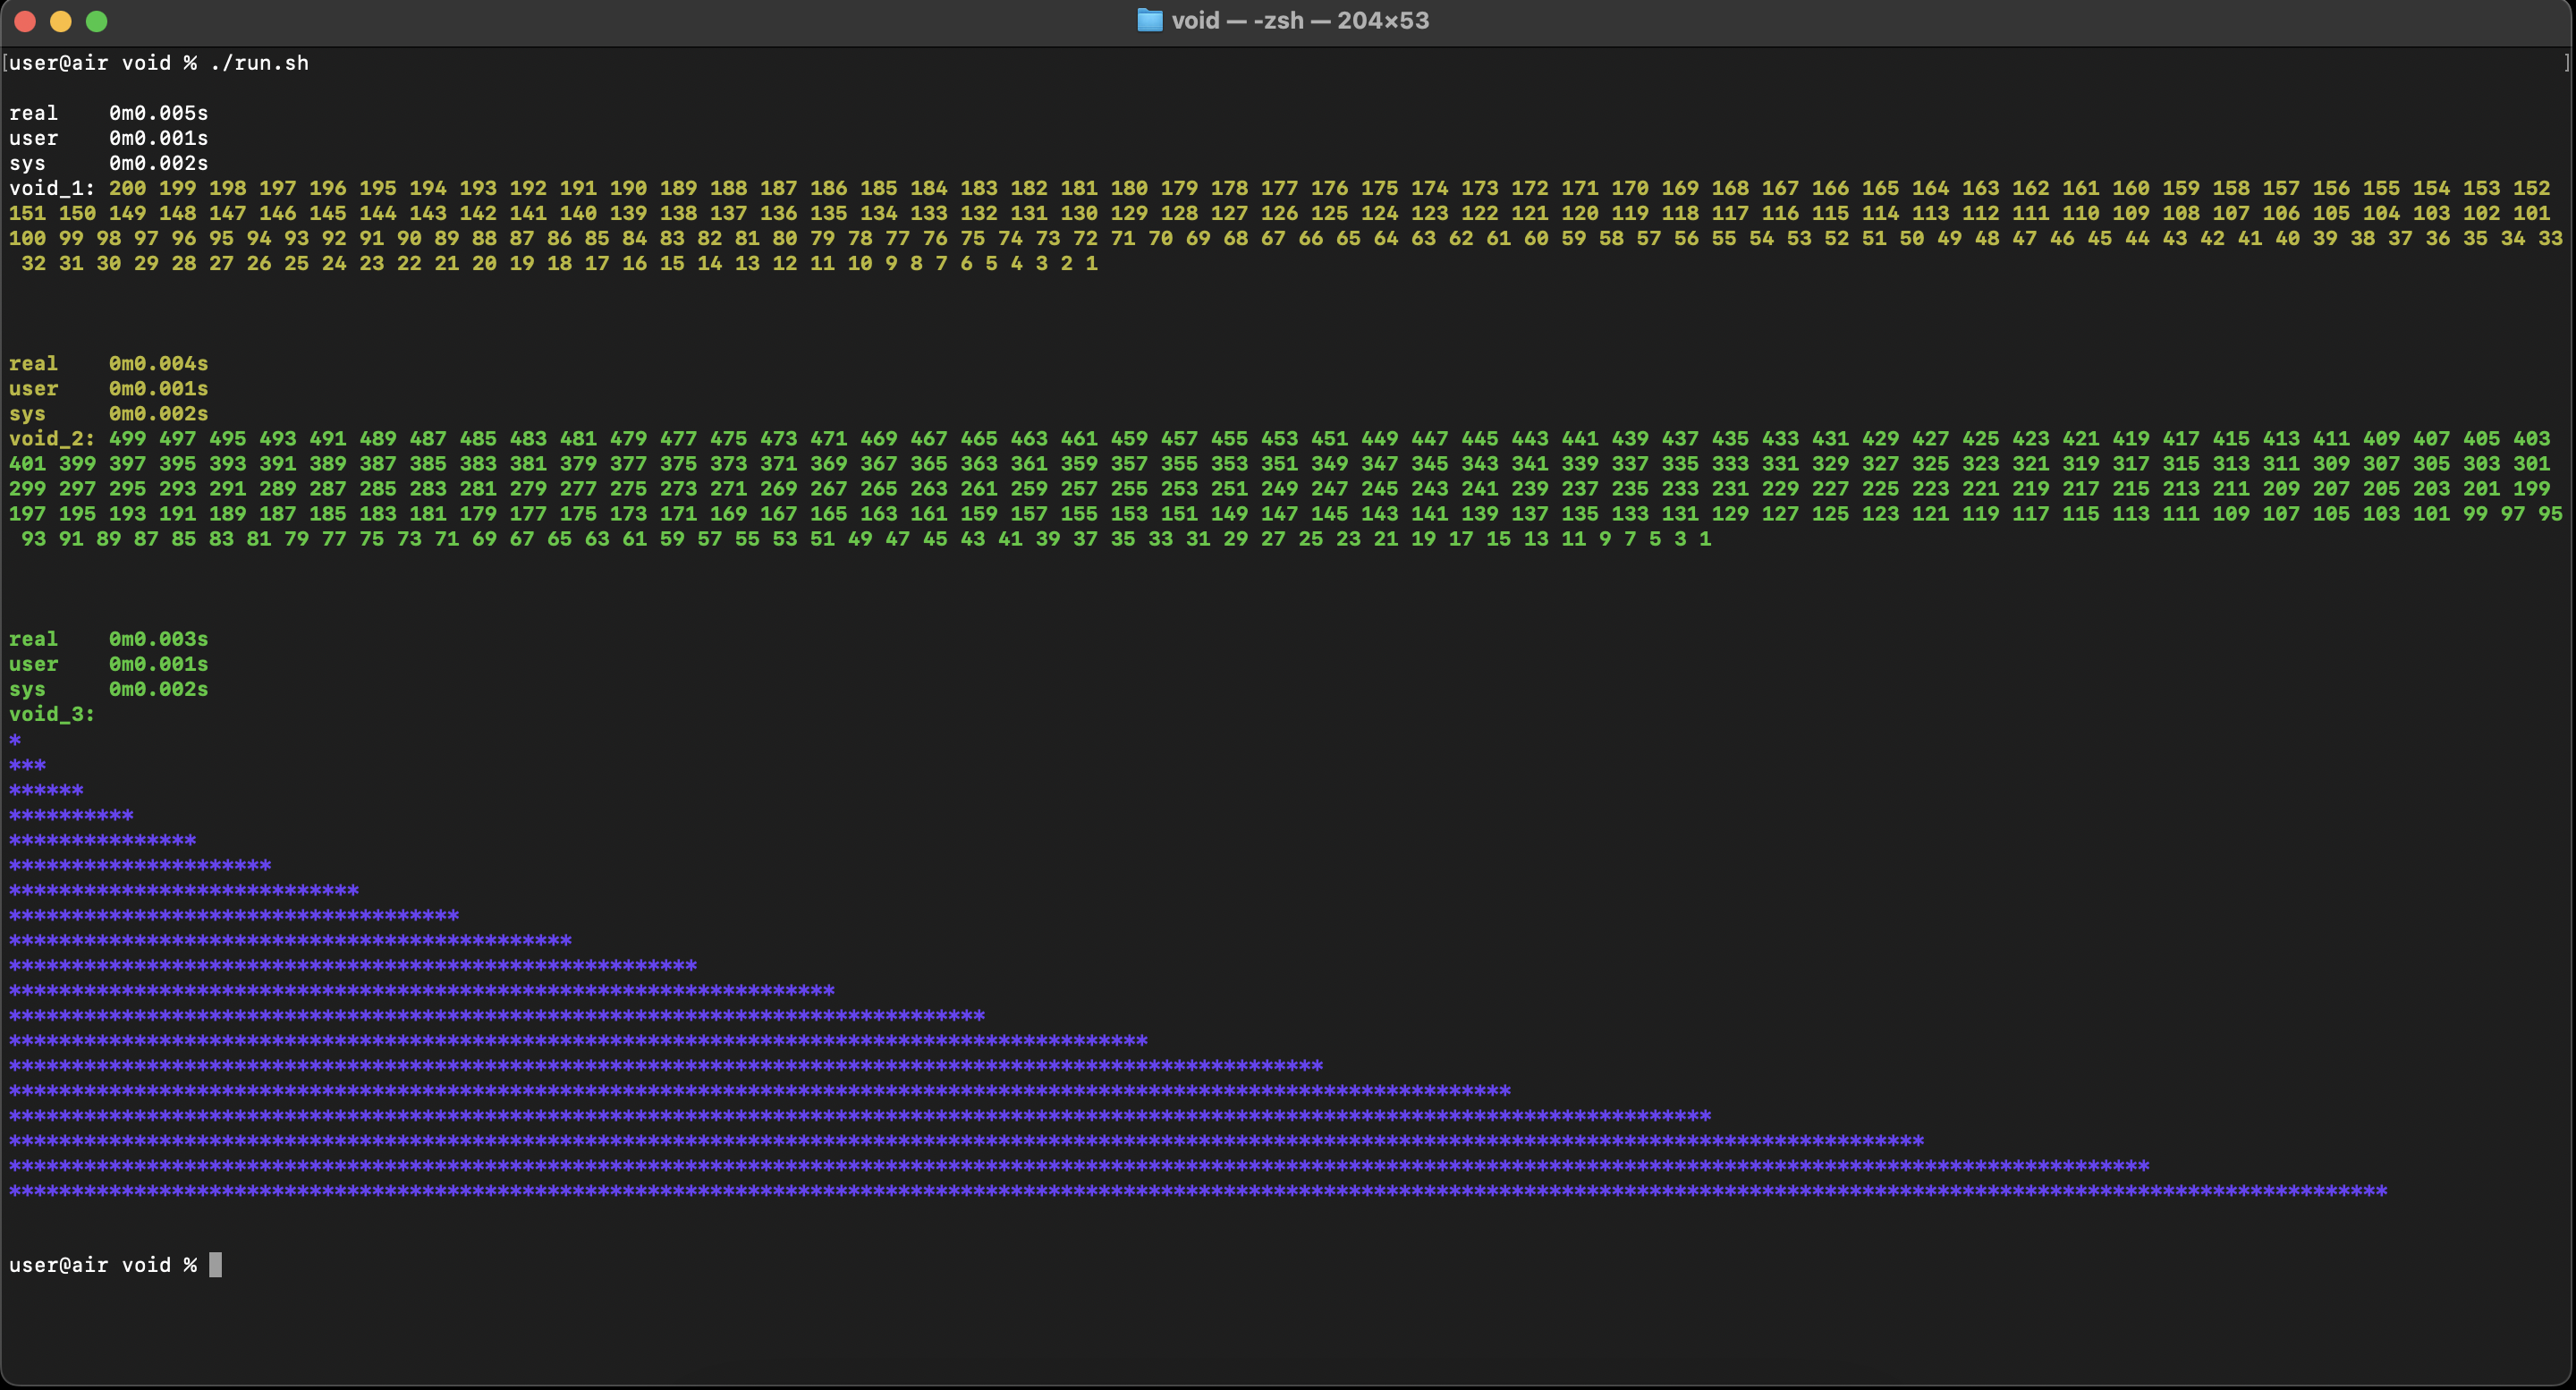 void — -zsh — 204×53
[user@air void % ./run.sh ]
real 0m0.005s
user 0m0.001s
sys 0m0.002s
void_1: 200 199 198 197 196 195 194 193 192 191 190 189 188 187 186 185 184 183 182 181 180 179 178 177 176 175 174 173 172 171 170 169 168 167 166 165 164 163 162 161 160 159 158 157 156 155 154 153 152
151 150 149 148 147 146 145 144 143 142 141 140 139 138 137 136 135 134 133 132 131 130 129 128 127 126 125 124 123 122 121 120 119 118 117 116 115 114 113 112 111 110 109 108 107 106 105 104 103 102 101
100 99 98 97 96 95 94 93 92 91 90 89 88 87 86 85 84 83 82 81 80 79 78 77 76 75 74 73 72 71 70 69 68 67 66 65 64 63 62 61 60 59 58 57 56 55 54 53 52 51 50 49 48 47 46 45 44 43 42 41 40 39 38 37 36 35 34 33
32 31 30 29 28 27 26 25 24 23 22 21 20 19 18 17 16 15 14 13 12 11 10 9 8 7 6 5 4 3 2 1
real 0m0.004s
user 0m0.001s
sys 0m0.002s
void_2: 499 497 495 493 491 489 487 485 483 481 479 477 475 473 471 469 467 465 463 461 459 457 455 453 451 449 447 445 443 441 439 437 435 433 431 429 427 425 423 421 419 417 415 413 411 409 407 405 403
401 399 397 395 393 391 389 387 385 383 381 379 377 375 373 371 369 367 365 363 361 359 357 355 353 351 349 347 345 343 341 339 337 335 333 331 329 327 325 323 321 319 317 315 313 311 309 307 305 303 301
299 297 295 293 291 289 287 285 283 281 279 277 275 273 271 269 267 265 263 261 259 257 255 253 251 249 247 245 243 241 239 237 235 233 231 229 227 225 223 221 219 217 215 213 211 209 207 205 203 201 199
197 195 193 191 189 187 185 183 181 179 177 175 173 171 169 167 165 163 161 159 157 155 153 151 149 147 145 143 141 139 137 135 133 131 129 127 125 123 121 119 117 115 113 111 109 107 105 103 101 99 97 95
93 91 89 87 85 83 81 79 77 75 73 71 69 67 65 63 61 59 57 55 53 51 49 47 45 43 41 39 37 35 33 31 29 27 25 23 21 19 17 15 13 11 9 7 5 3 1
real 0m0.003s
user 0m0.001s
sys 0m0.002s
void_3:
*
***
******
**********
***************
*********************
****************************
************************************
*********************************************
*******************************************************
******************************************************************
******************************************************************************
*******************************************************************************************
*********************************************************************************************************
************************************************************************************************************************
****************************************************************************************************************************************
*********************************************************************************************************************************************************
***************************************************************************************************************************************************************************
**********************************************************************************************************************************************************************************************
user@air void %